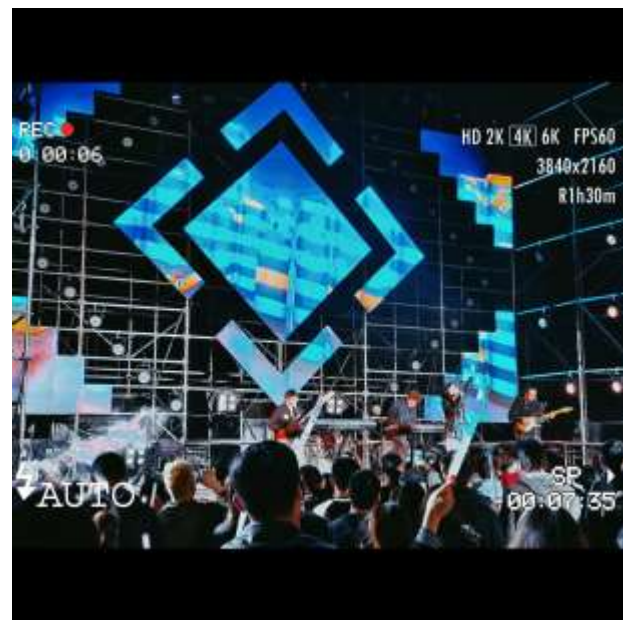 REC
0:00:06
HD 2K 4K 6K FPS60
3840x2160
R1h30m
AUTO
SP
00:07:35